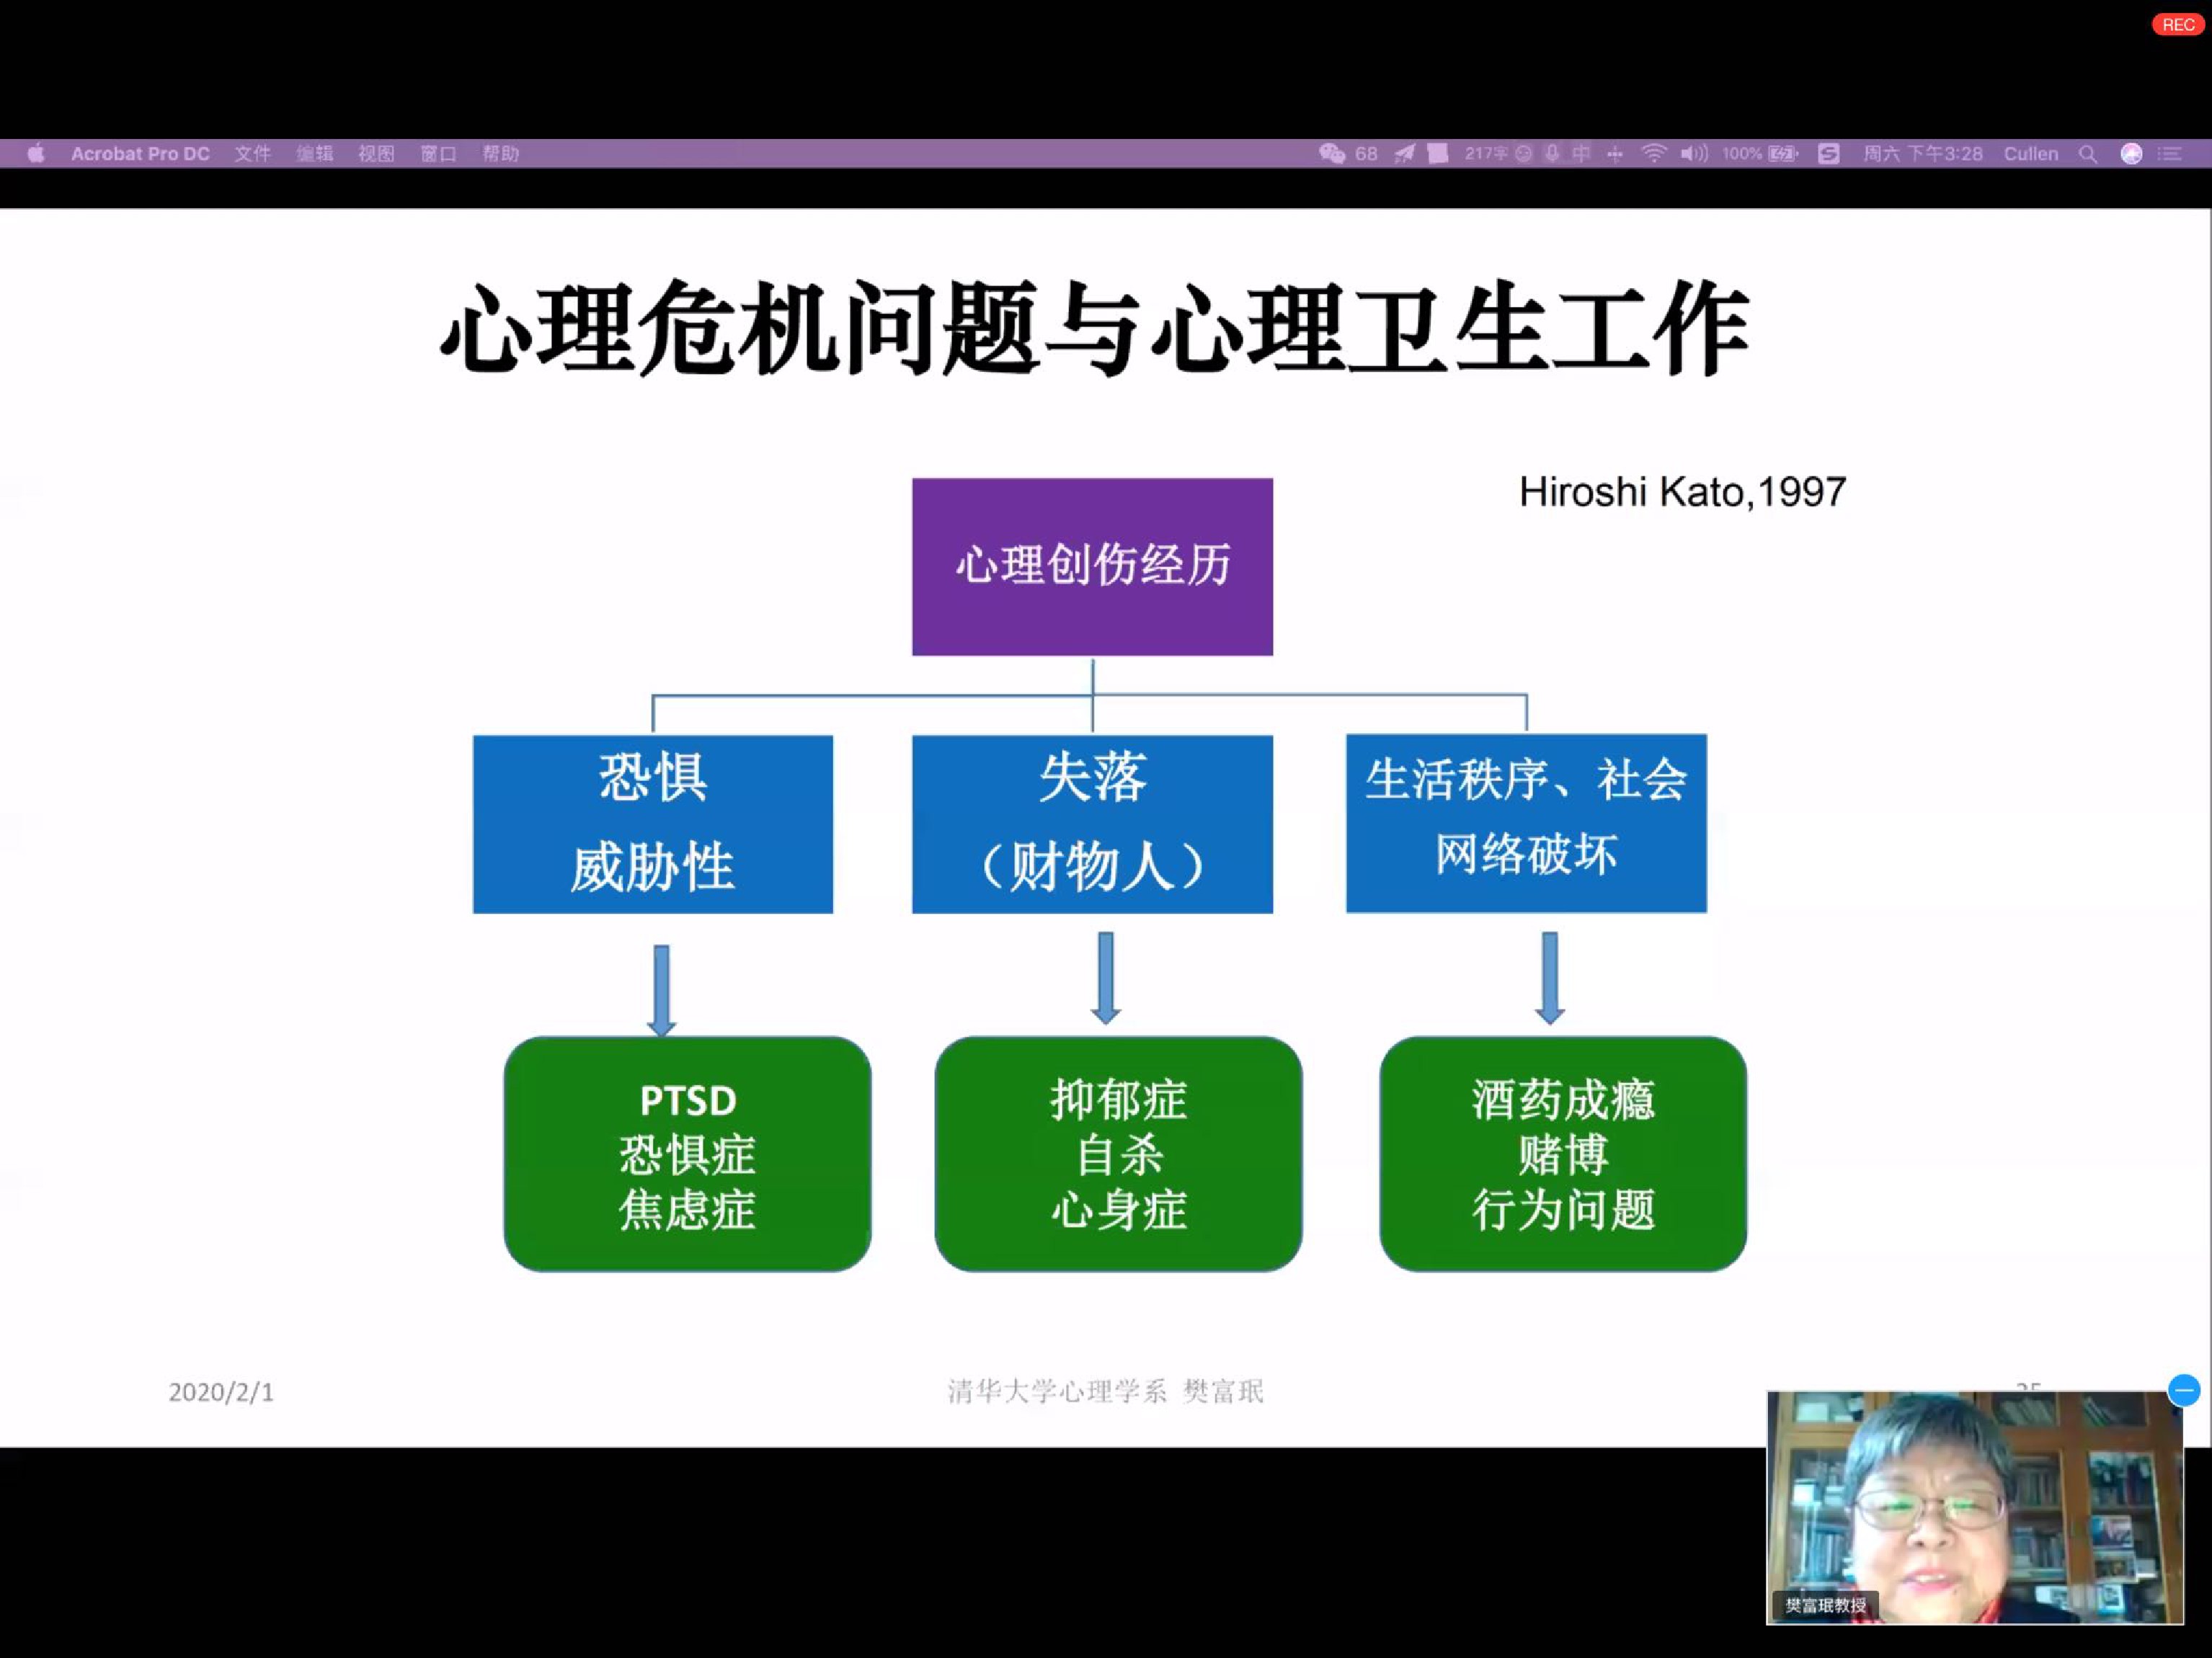 REC
Acrobat Pro DC 文件 编辑 视图 窗口 帮助 68 217字 中 100% 周六 下午3:28 Cullen
心理危机问题与心理卫生工作
Hiroshi Kato,1997
心理创伤经历
恐惧
威胁性
失落
（财物人）
生活秩序、社会
网络破坏
PTSD
恐惧症
焦虑症
抑郁症
自杀
心身症
酒药成瘾
赌博
行为问题
2020/2/1
清华大学心理学系 樊富珉
樊富珉教授